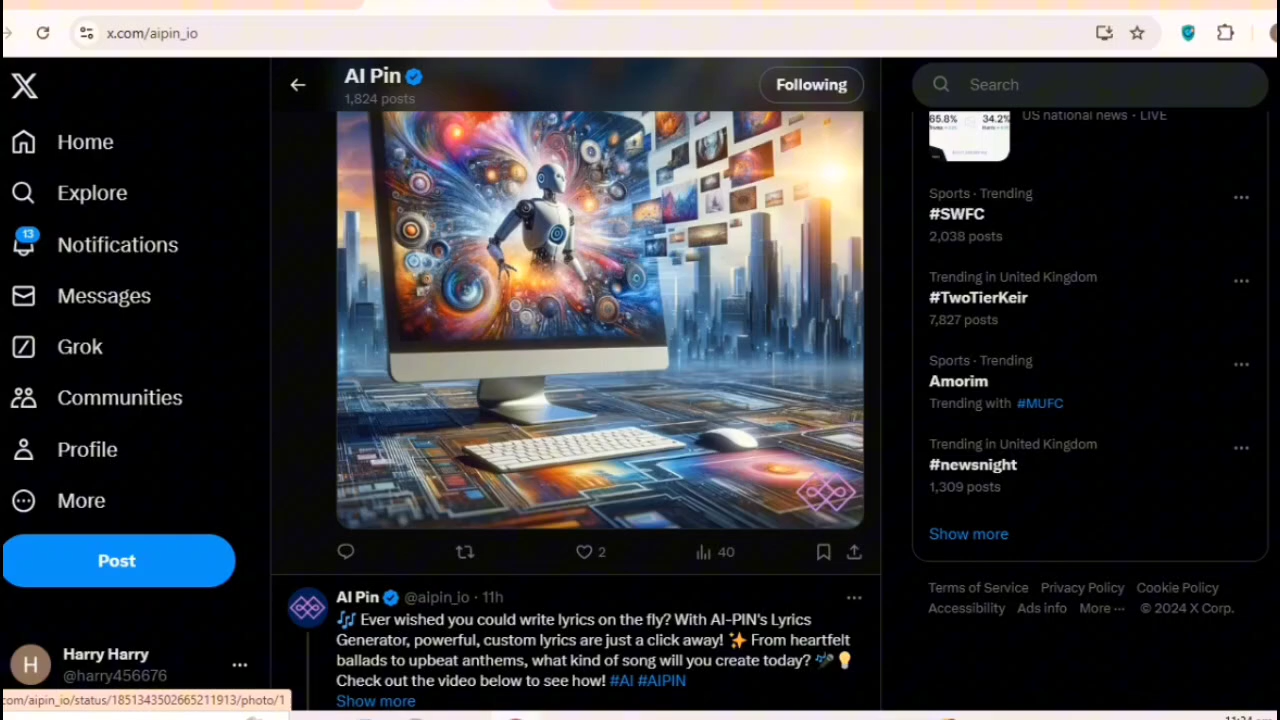 x.com/aipin_io
Home
Explore
13
Notifications
Messages
Grok
Communities
Profile
More
Post
Harry Harry
@harry456676
com/aipin_io/status/1851343502665211913/photo/1
AI Pin
1,824 posts
Following
2
40
AI Pin @aipin_io · 11h
🎶 Ever wished you could write lyrics on the fly? With AI-PIN's Lyrics
Generator, powerful, custom lyrics are just a click away! ✨ From heartfelt
ballads to upbeat anthems, what kind of song will you create today? 🎤💡
Check out the video below to see how! #AI #AIPIN
Show more
Search
65.8% 34.2%
US national news · LIVE
Sports · Trending
#SWFC
2,038 posts
Trending in United Kingdom
#TwoTierKeir
7,827 posts
Sports · Trending
Amorim
Trending with #MUFC
Trending in United Kingdom
#newsnight
1,309 posts
Show more
Terms of Service Privacy Policy Cookie Policy
Accessibility Ads info More ··· © 2024 X Corp.